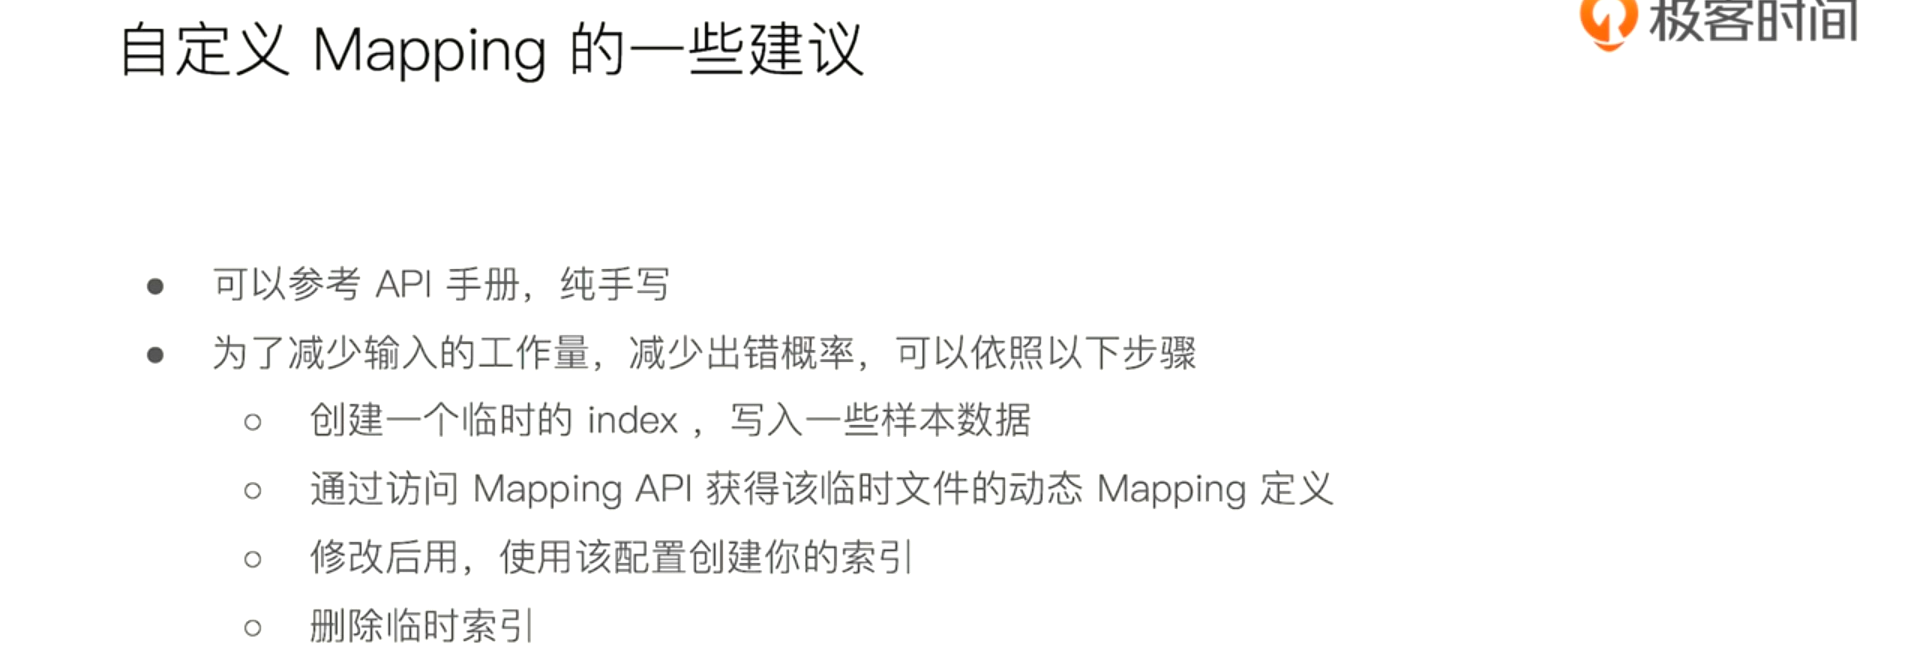 自定义 Mapping 的一些建议
极客时间
● 可以参考 API 手册，纯手写
● 为了减少输入的工作量，减少出错概率，可以依照以下步骤
○ 创建一个临时的 index ，写入一些样本数据
○ 通过访问 Mapping API 获得该临时文件的动态 Mapping 定义
○ 修改后用，使用该配置创建你的索引
○ 删除临时索引